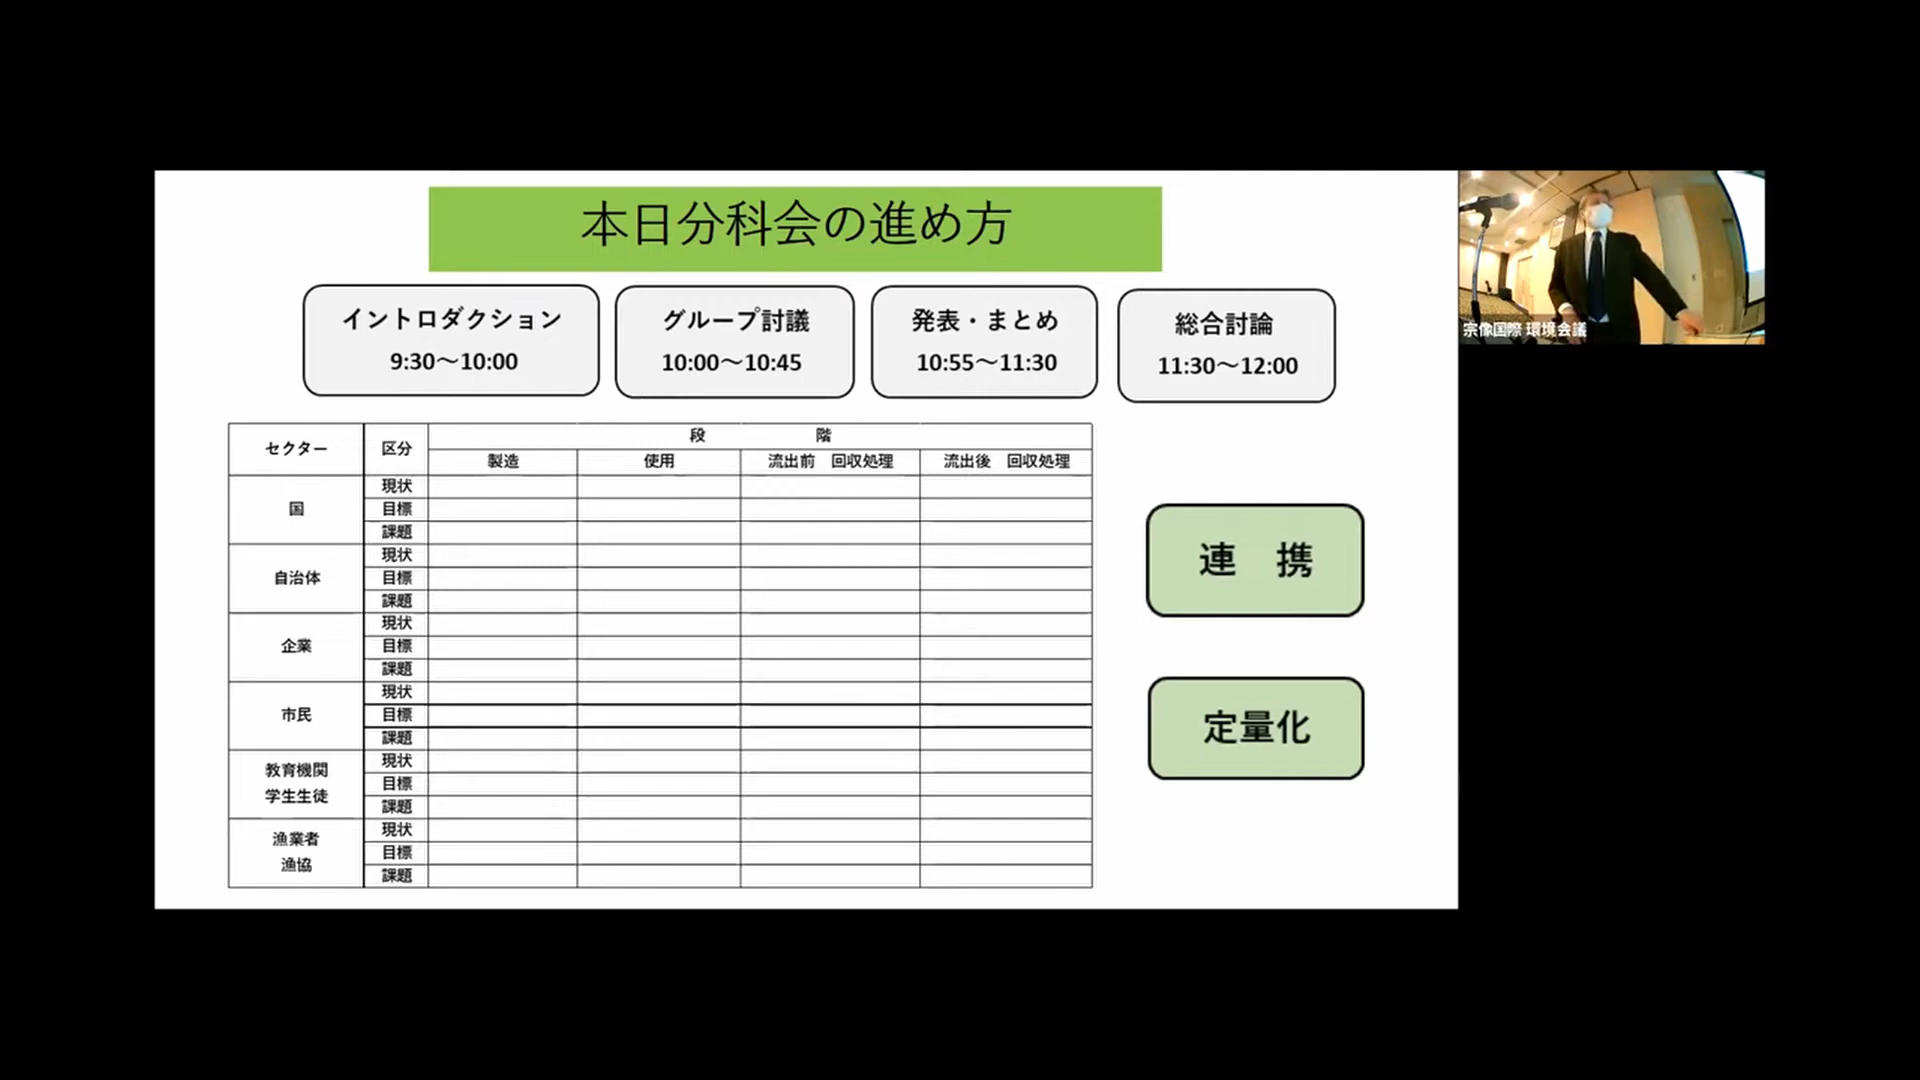 本日分科会の進め方
イントロダクション
9:30～10:00
グループ討議
10:00～10:45
発表・まとめ
10:55～11:30
総合討論
11:30～12:00
宗像国際 環境会議
セクター 区分 段 階
製造 使用 流出前 回収処理 流出後 回収処理
国
現状
目標
課題
自治体
現状
目標
課題
企業
現状
目標
課題
市民
現状
目標
課題
教育機関
学生生徒
現状
目標
課題
漁業者
漁協
現状
目標
課題
連 携
定量化